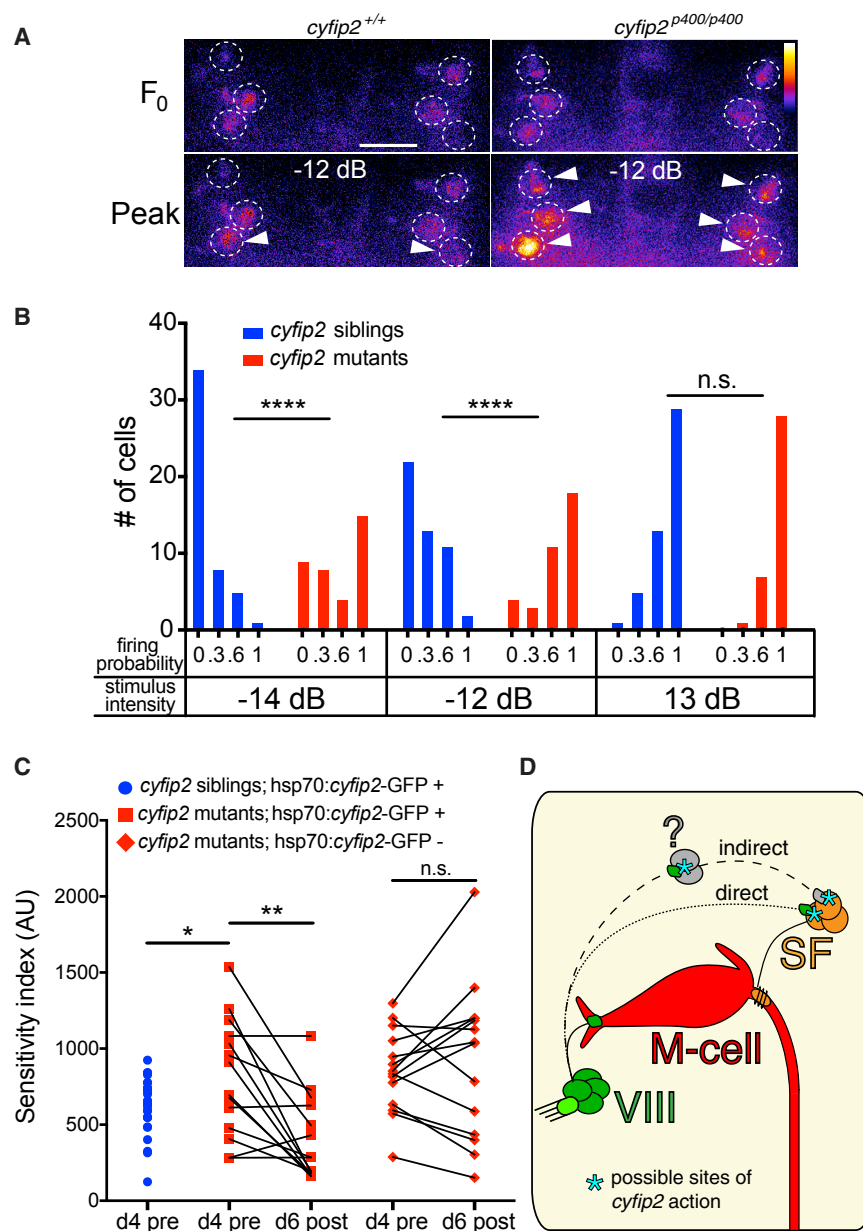 A
cyfip2 +/+
cyfip2 p400/p400
F0
-12 dB
-12 dB
Peak
B
40
30
20
10
0
# of cells
cyfip2 siblings
cyfip2 mutants
****
****
n.s.
firing probability
0 .3 .6 1
0 .3 .6 1
0 .3 .6 1
0 .3 .6 1
0 .3 .6 1
0 .3 .6 1
stimulus intensity
-14 dB
-12 dB
13 dB
C
cyfip2 siblings; hsp70:cyfip2-GFP +
cyfip2 mutants; hsp70:cyfip2-GFP +
cyfip2 mutants; hsp70:cyfip2-GFP -
2500
2000
1500
1000
500
0
Sensitivity index (AU)
*
**
n.s.
d4 pre
d4 pre
d6 post
d4 pre
d6 post
D
?
indirect
direct
SF
M-cell
VIII
* possible sites of
cyfip2 action